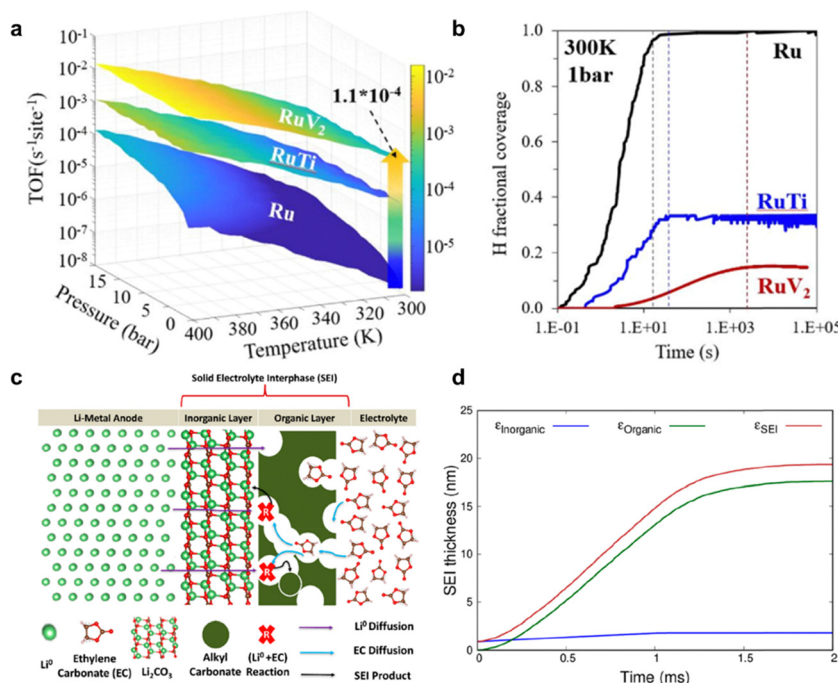 a
10⁻¹
10⁻²
10⁻³
10⁻⁴
10⁻⁵
10⁻⁶
10⁻⁷
10⁻⁸
TOF(s⁻¹site⁻¹)
RuV₂
RuTi
Ru
1.1*10⁻⁴
10⁻²
10⁻³
10⁻⁴
10⁻⁵
15
10
5
0
Pressure (bar)
400 380 360 340 320 300
Temperature (K)
b
300K
1bar
1.0
0.8
0.6
0.4
0.2
0.0
H fractional coverage
Ru
RuTi
RuV₂
1.E-01 1.E+01 1.E+03 1.E+05
Time (s)
c
Solid Electrolyte Interphase (SEI)
Li-Metal Anode Inorganic Layer Organic Layer Electrolyte
R
R
Li⁰
Ethylene
Carbonate (EC)
Li₂CO₃
Alkyl
Carbonate
R
(Li⁰ +EC)
Reaction
Li⁰ Diffusion
EC Diffusion
SEI Product
d
25
20
15
10
5
0
SEI thickness (nm)
εInorganic εOrganic εSEI
0 0.5 1 1.5 2
Time (ms)